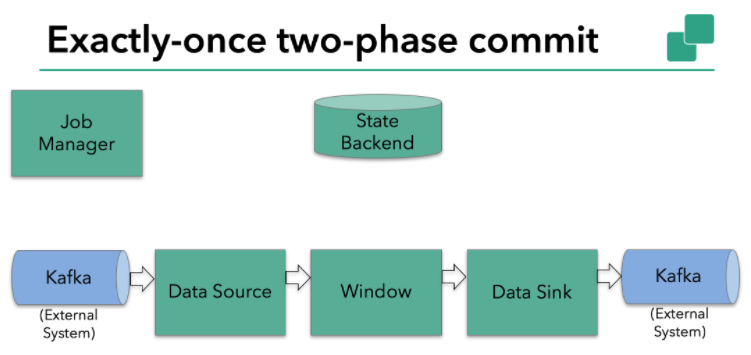 Exactly-once two-phase commit
Job
Manager
State
Backend
Kafka
(External
System)
Data Source
Window
Data Sink
Kafka
(External
System)